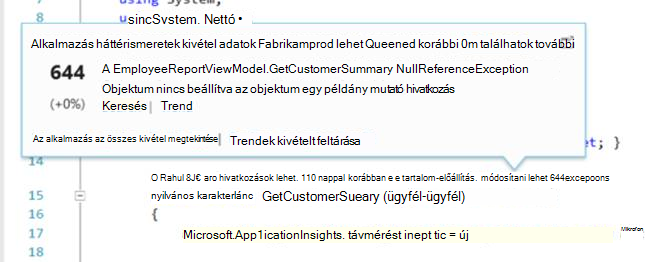 using System;
8 usincSvstem. Nettó •
Alkalmazás háttérismeretek kivétel adatok Fabrikamprod lehet Queened korábbi 0m találhatok további
644 A EmployeeReportViewModel.GetCustomerSummary NullReferenceException
(+0%) Objektum nincs beállítva az objektum egy példány mutató hivatkozás
Keresés | Trend
Az alkalmazás az összes kivétel megtekintése | Trendek kivételt feltárása
et; }
14
O Rahul 8J€ aro hivatkozások lehet. 110 nappal korábban e e tartalom-előállítás. módosítani lehet 644excepoons
15 nyilvános karakterlánc GetCustomerSueary (ügyfél-ügyfél)
16 {
17 Microsoft.App1icationInsights. távmérést inept tic = új Mikrofon
18